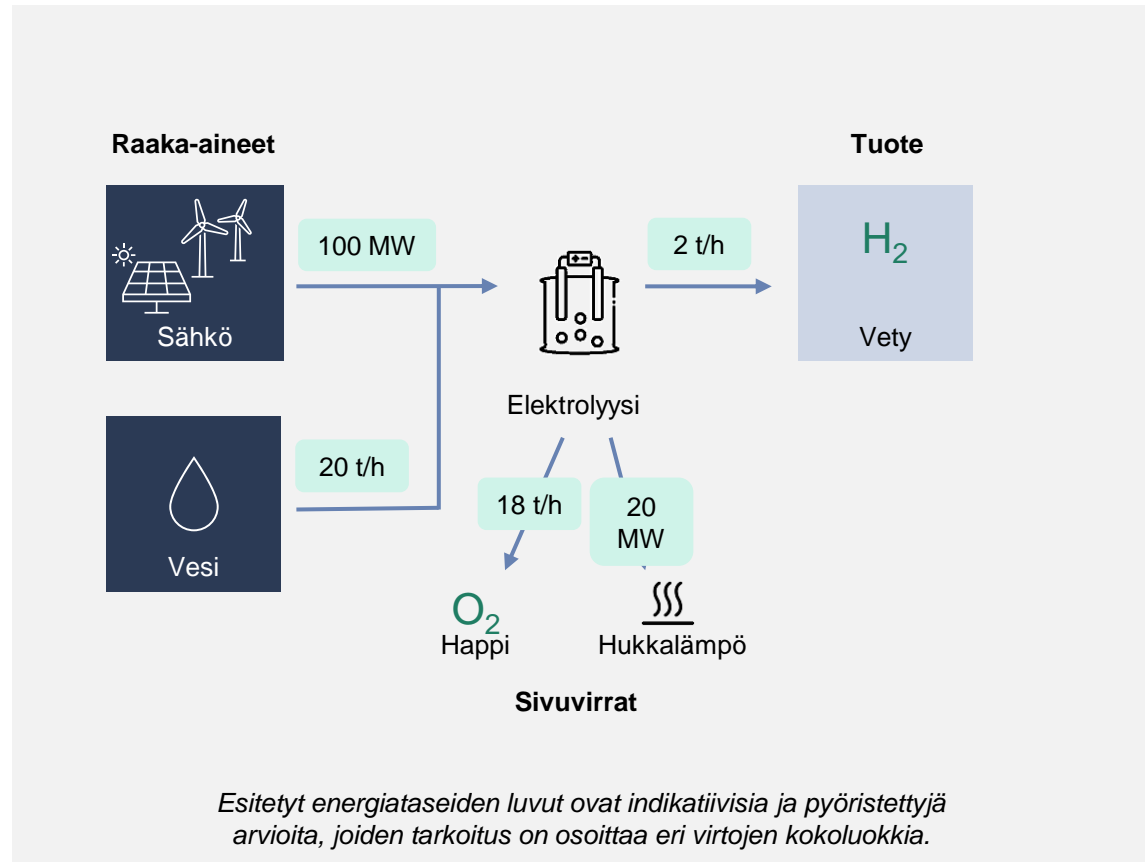 Raaka-aineet
Tuote
Sähkö
100 MW
2 t/h
H₂
Vety
Elektrolyysi
Vesi
20 t/h
18 t/h
20
MW
O₂
Happi
Hukkalämpö
Sivuvirrat
Esitetyt energiataseiden luvut ovat indikatiivisia ja pyöristettyjä
arvioita, joiden tarkoitus on osoittaa eri virtojen kokoluokkia.